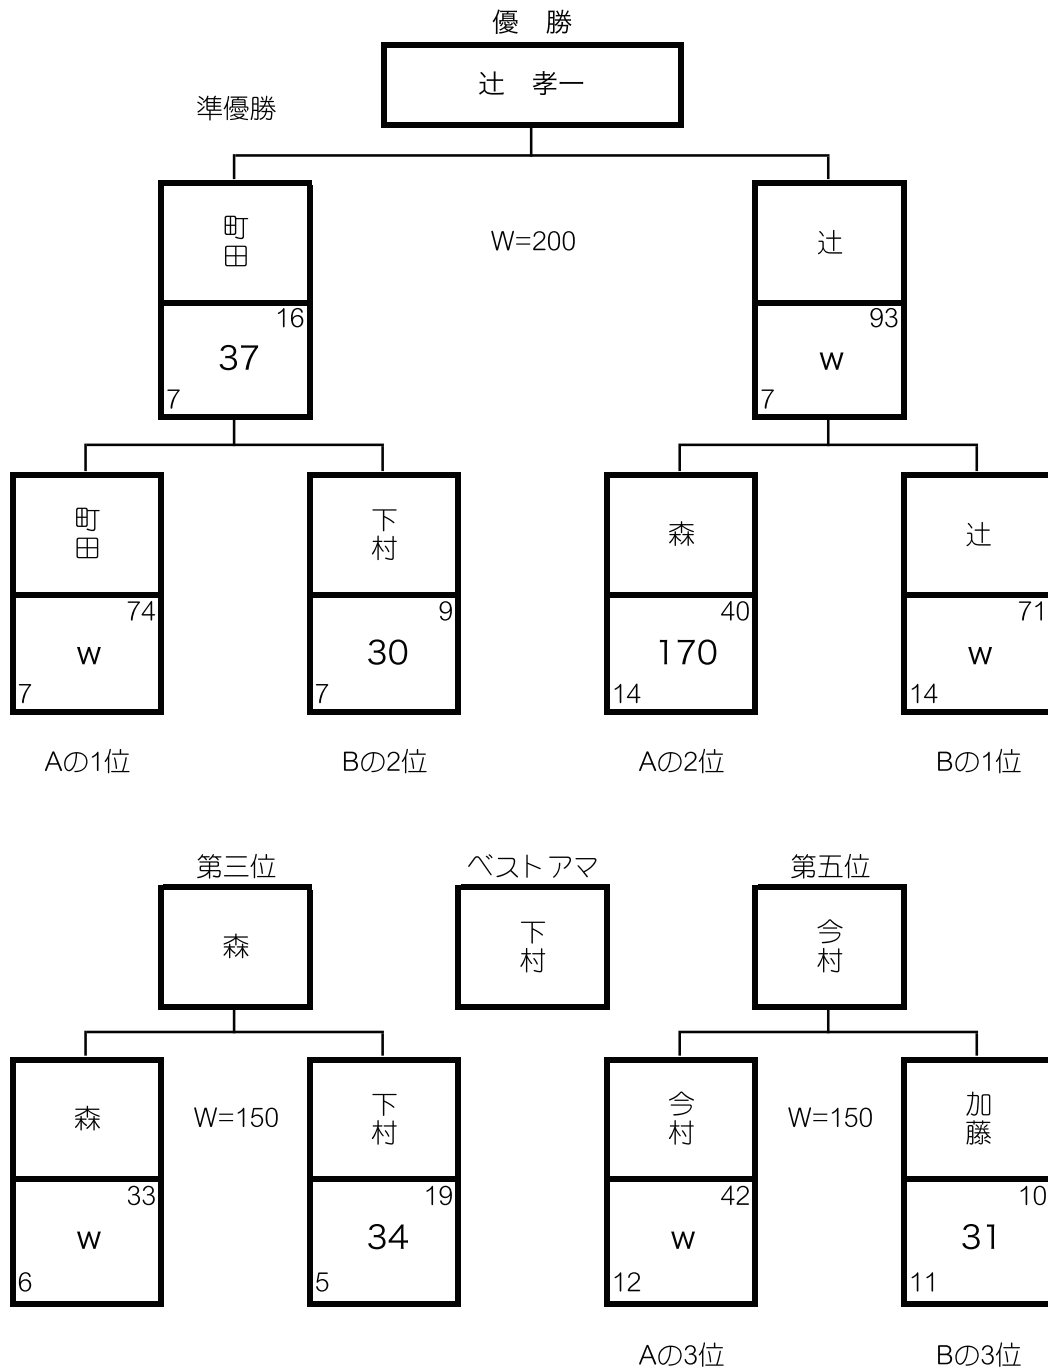 優 勝
辻 孝一
準優勝
町田
W=200
辻
16
37
7
93
w
7
町田
下村
森
辻
74
w
7
9
30
7
40
170
14
71
w
14
Aの1位
Bの2位
Aの2位
Bの1位
第三位
ベストアマ
第五位
森
下村
今村
森
W=150
下村
今村
W=150
加藤
33
w
6
19
34
5
42
w
12
10
31
11
Aの3位
Bの3位